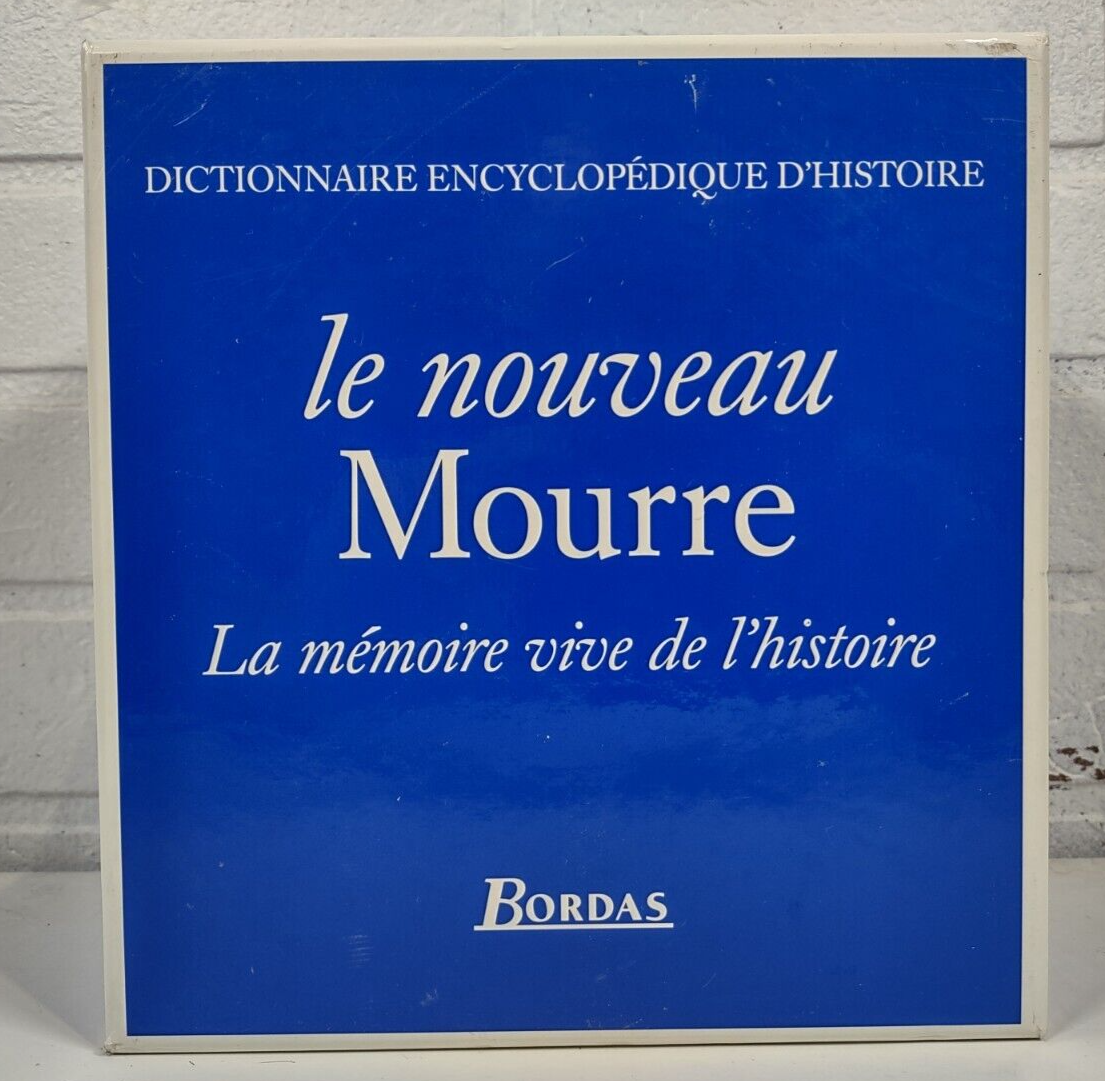 DICTIONNAIRE ENCYCLOPÉDIQUE D'HISTOIRE
le nouveau
Mourre
La mémoire vive de l'histoire
BORDAS